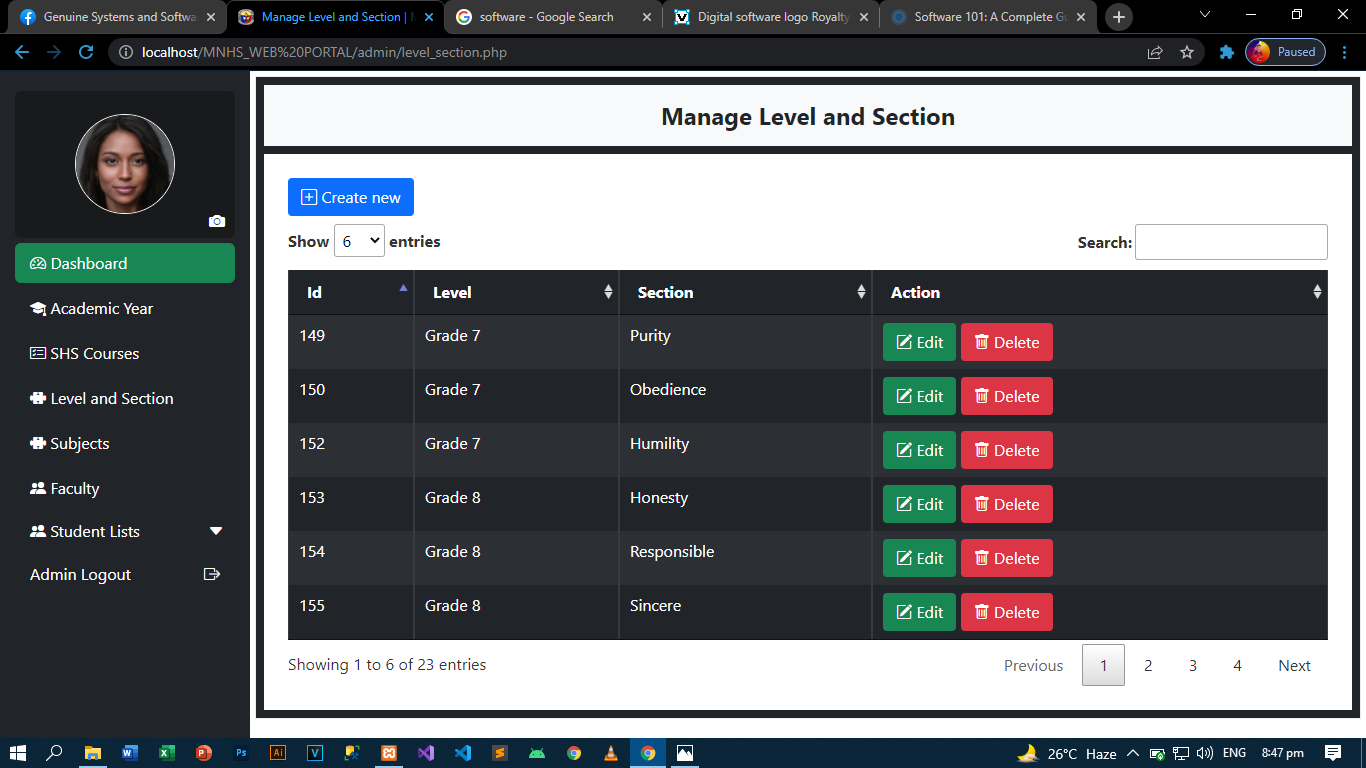 Genuine Systems and Softwa
Manage Level and Section | M
software - Google Search
Digital software logo Royalty
Software 101: A Complete Gu
localhost/MNHS_WEB%20PORTAL/admin/level_section.php
Paused
Dashboard
Academic Year
SHS Courses
Level and Section
Subjects
Faculty
Student Lists
Admin Logout
Manage Level and Section
Create new
Show 6 entries
Search:
Id Level Section Action
149 Grade 7 Purity Edit Delete
150 Grade 7 Obedience Edit Delete
152 Grade 7 Humility Edit Delete
153 Grade 8 Honesty Edit Delete
154 Grade 8 Responsible Edit Delete
155 Grade 8 Sincere Edit Delete
Showing 1 to 6 of 23 entries
Previous 1 2 3 4 Next
26°C Haze ENG 8:47 pm